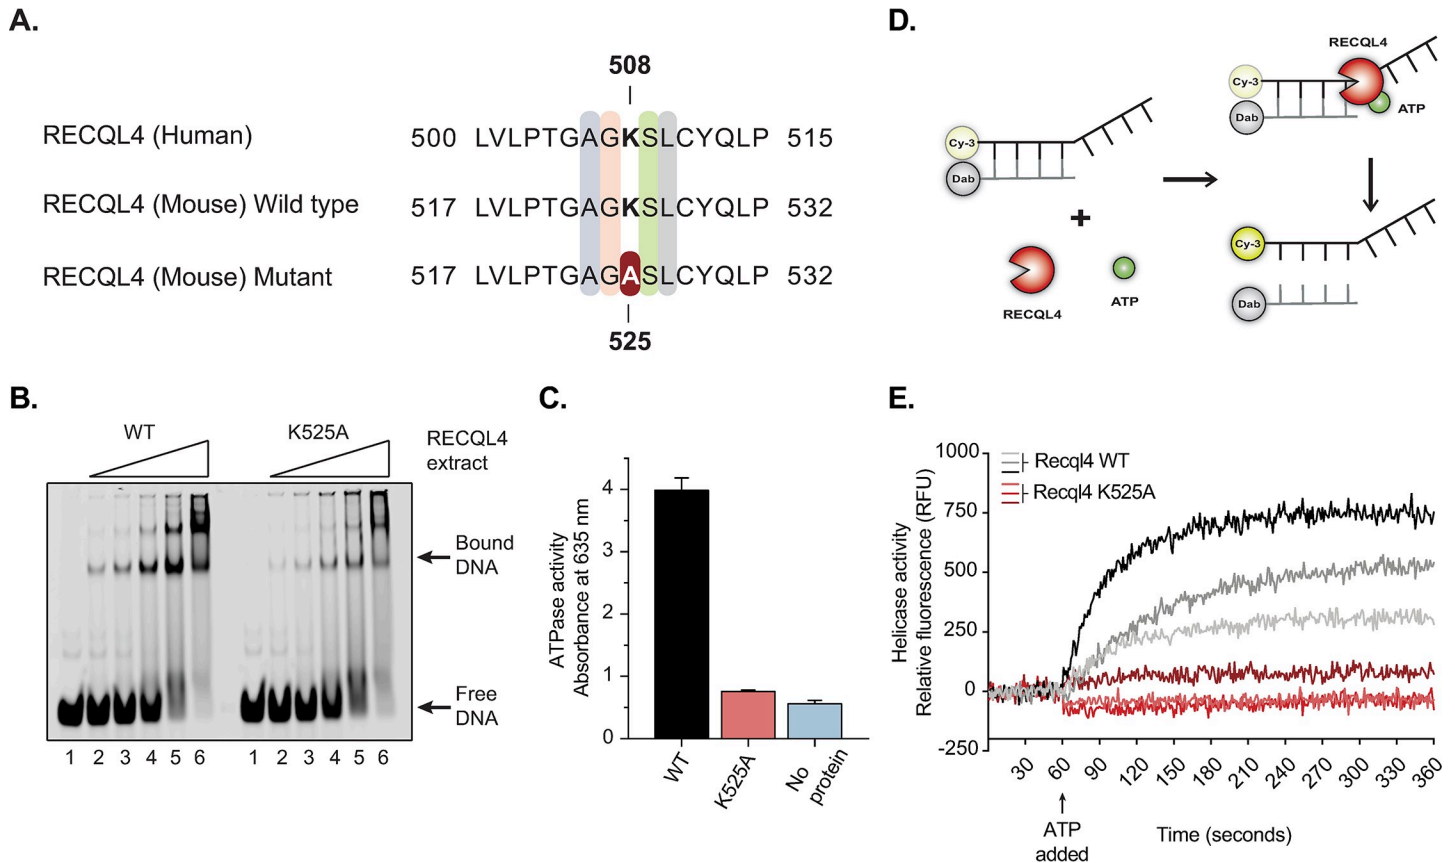 A.
508
RECQL4 (Human) 500 LVLPTGAGKSLCYQLP 515
RECQL4 (Mouse) Wild type 517 LVLPTGAGKSLCYQLP 532
RECQL4 (Mouse) Mutant 517 LVLPTGAGASLCYQLP 532
525
B.
WT K525A RECQL4
extract
Bound
DNA
Free
DNA
1 2 3 4 5 6 1 2 3 4 5 6
C.
ATPase activity
Absorbance at 635 nm
4
3
2
1
0
WT
K525A
No
protein
D.
Cy-3
Dab
+
RECQL4
ATP
RECQL4
Cy-3
Dab
ATP
Cy-3
Dab
E.
Helicase activity
Relative fluorescence (RFU)
1000
750
500
250
0
-250
Recql4 WT
Recql4 K525A
30 60 90 120 150 180 210 240 270 300 330 360
ATP
added
Time (seconds)